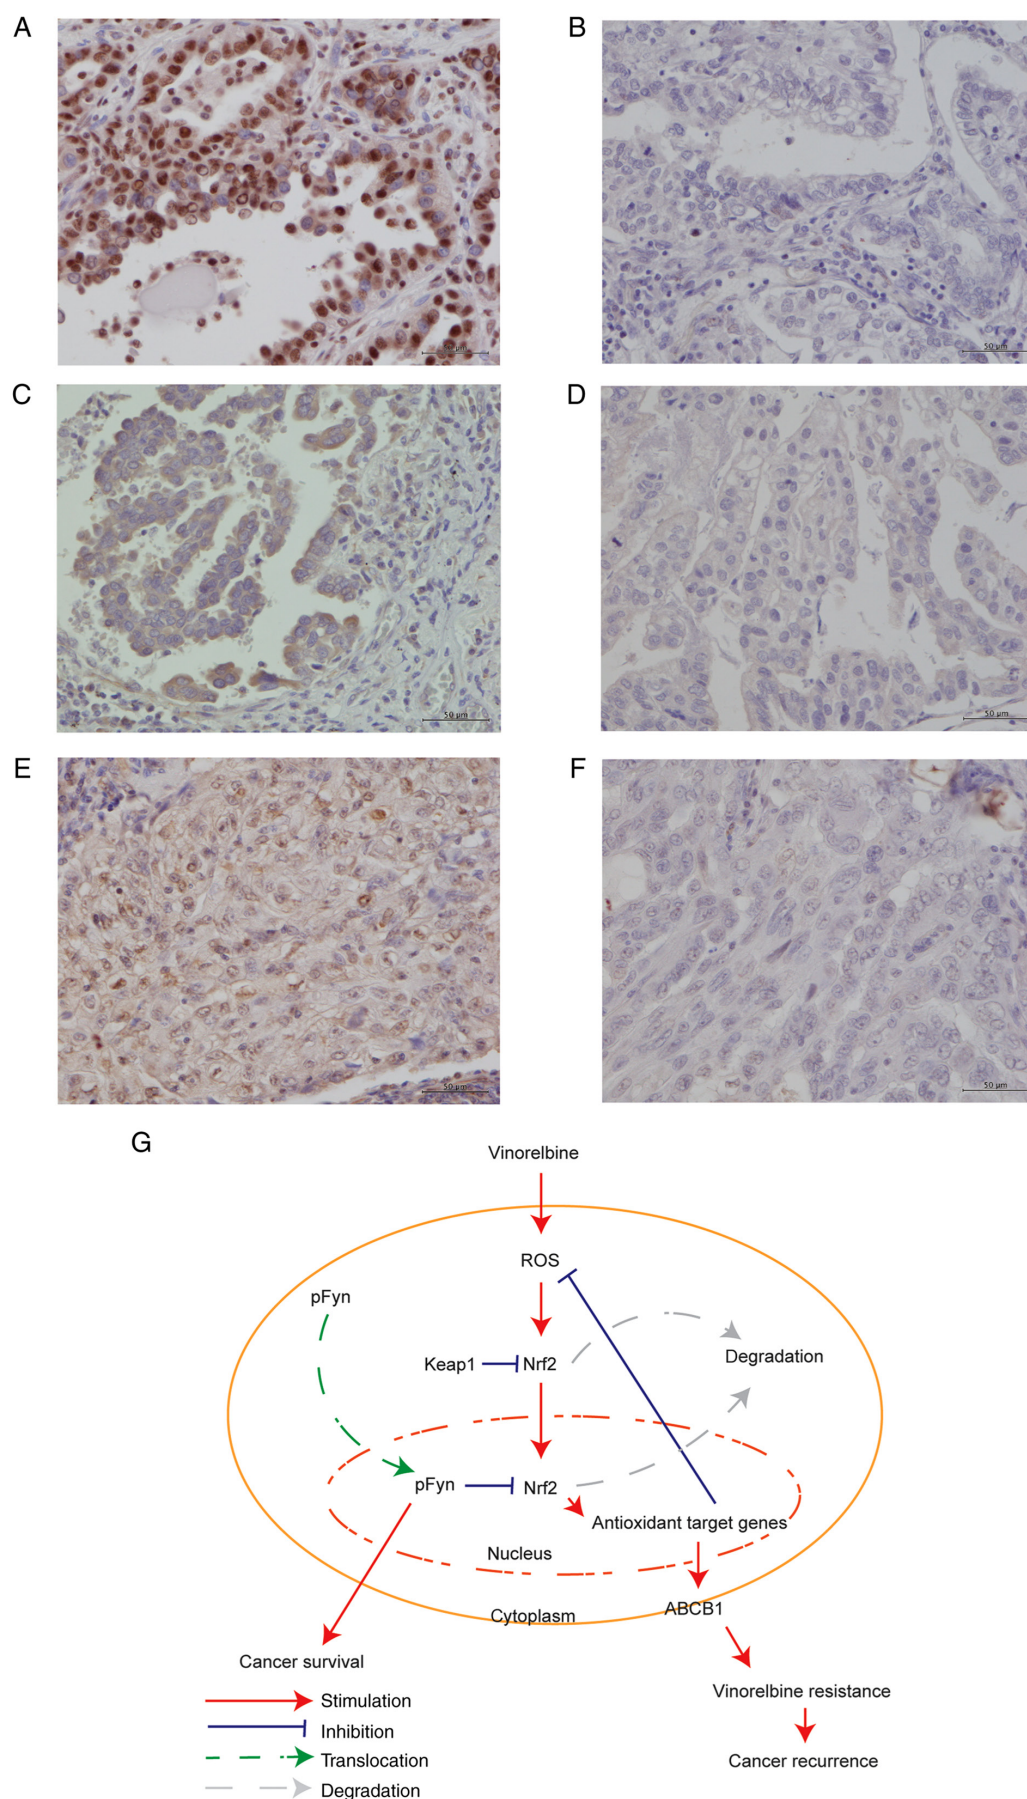 A
B
50 µm
C
D
50 µm
50 µm
E
F
50 µm
50 µm
G
Vinorelbine
ROS
pFyn
Degradation
Keap1
Nrf2
pFyn
Nrf2
Antioxidant target genes
Nucleus
Cytoplasm
ABCB1
Cancer survival
Vinorelbine resistance
Stimulation
Inhibition
Cancer recurrence
Translocation
Degradation